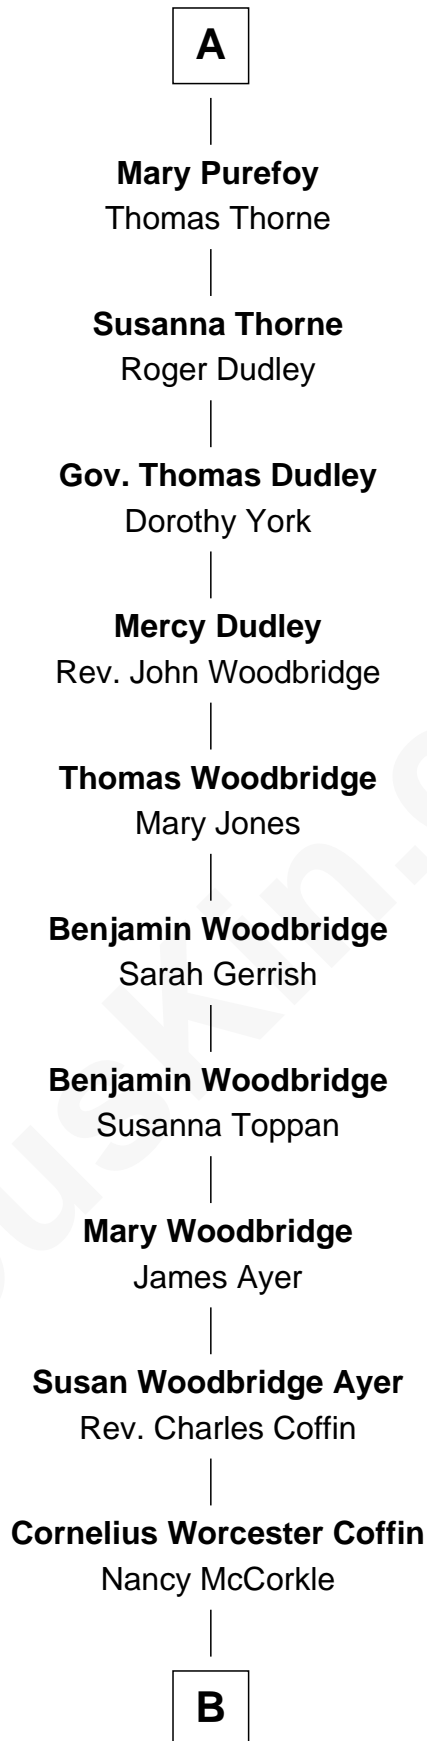 A
Mary Purefoy
Thomas Thorne
Susanna Thorne
Roger Dudley
Gov. Thomas Dudley
Dorothy York
Mercy Dudley
Rev. John Woodbridge
Thomas Woodbridge
Mary Jones
Benjamin Woodbridge
Sarah Gerrish
Benjamin Woodbridge
Susanna Toppan
Mary Woodbridge
James Ayer
Susan Woodbridge Ayer
Rev. Charles Coffin
Cornelius Worcester Coffin
Nancy McCorkle
B